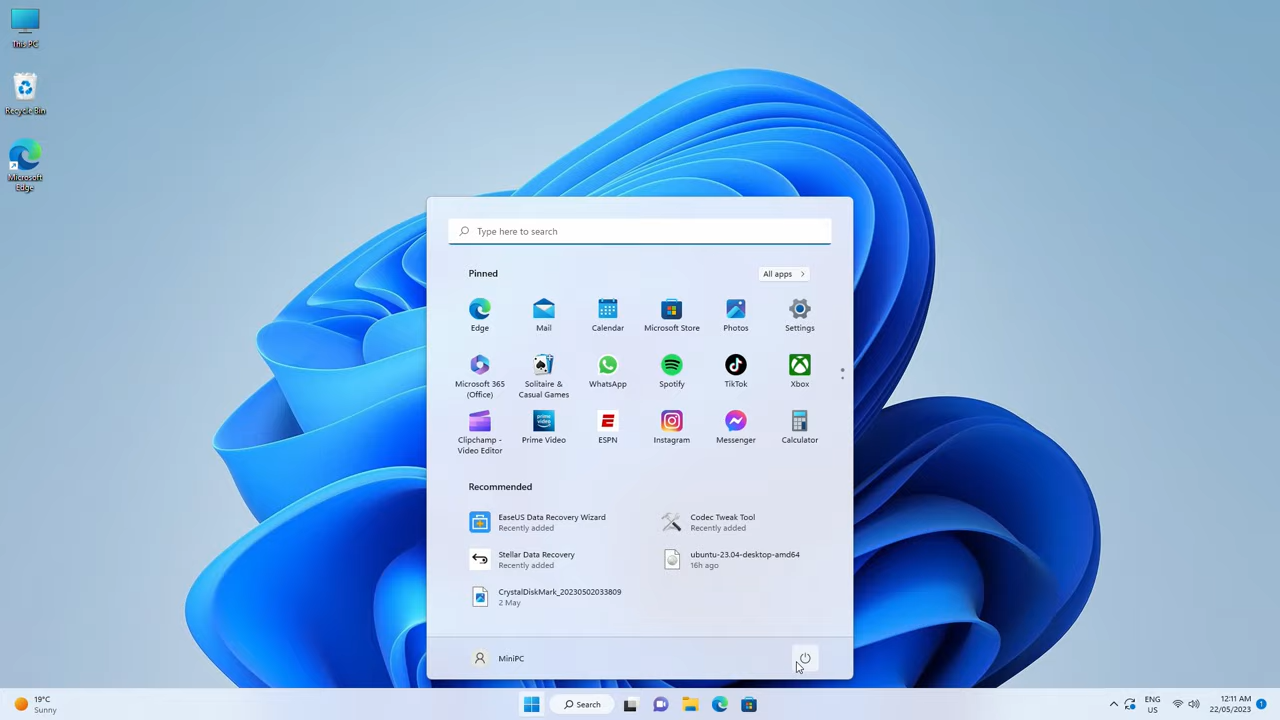 This PC
Recycle Bin
Microsoft
Edge
Type here to search
Pinned
All apps
Edge
Mail
Calendar
Microsoft Store
Photos
Settings
Microsoft 365
(Office)
Solitaire &
Casual Games
WhatsApp
Spotify
TikTok
Xbox
Clipchamp -
Video Editor
prime video
Prime Video
ESPN
Instagram
Messenger
Calculator
Recommended
EaseUS Data Recovery Wizard
Recently added
Codec Tweak Tool
Recently added
Stellar Data Recovery
Recently added
ubuntu-23.04-desktop-amd64
16h ago
CrystalDiskMark_20230502033809
2 May
MiniPC
19°C
Sunny
Search
ENG
US
12:11 AM
22/05/2023
1